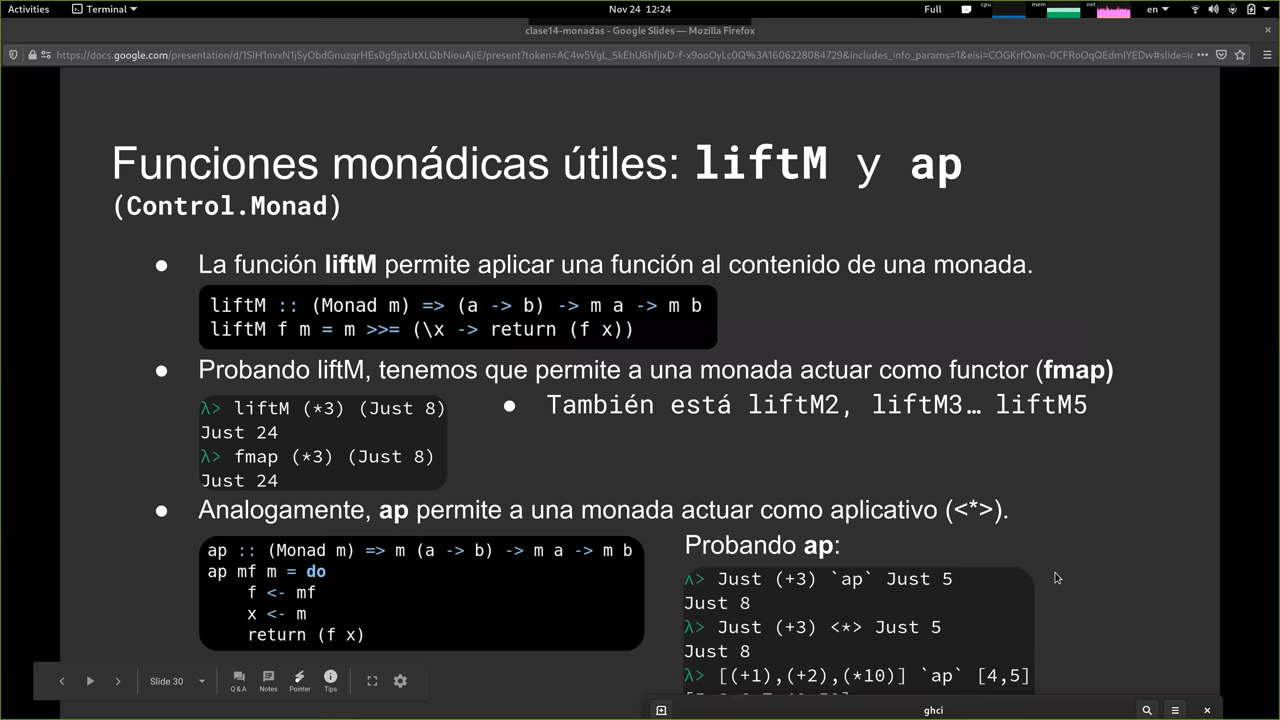 Activities
Terminal
Nov 24 12:24
Full
cpu
mem
net
en
clase14-monadas - Google Slides — Mozilla Firefox
Funciones monádicas útiles: liftM y ap
(Control.Monad)
● La función liftM permite aplicar una función al contenido de una monada.
liftM :: (Monad m) => (a -> b) -> m a -> m b
liftM f m = m >>= (\x -> return (f x))
● Probando liftM, tenemos que permite a una monada actuar como functor (fmap)
λ> liftM (*3) (Just 8)
Just 24
λ> fmap (*3) (Just 8)
Just 24
● También está liftM2, liftM3… liftM5
● Analogamente, ap permite a una monada actuar como aplicativo (<*>).
ap :: (Monad m) => m (a -> b) -> m a -> m b
ap mf m = do
f <- mf
x <- m
return (f x)
Probando ap:
λ> Just (+3) `ap` Just 5
Just 8
λ> Just (+3) <*> Just 5
Just 8
λ> [(+1),(+2),(*10)] `ap` [4,5]
Slide 30
Q & A
Notes
Pointer
Tips
ghci